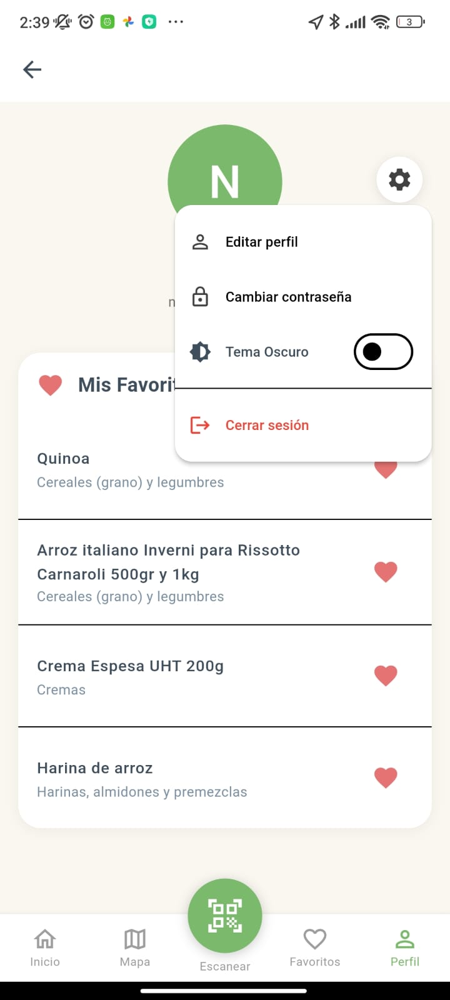 2:39
3
N
Editar perfil
n
Cambiar contraseña
Tema Oscuro
Mis Favorit
Cerrar sesión
Quinoa
Cereales (grano) y legumbres
Arroz italiano Inverni para Rissotto
Carnaroli 500gr y 1kg
Cereales (grano) y legumbres
Crema Espesa UHT 200g
Cremas
Harina de arroz
Harinas, almidones y premezclas
Inicio
Mapa
Escanear
Favoritos
Perfil